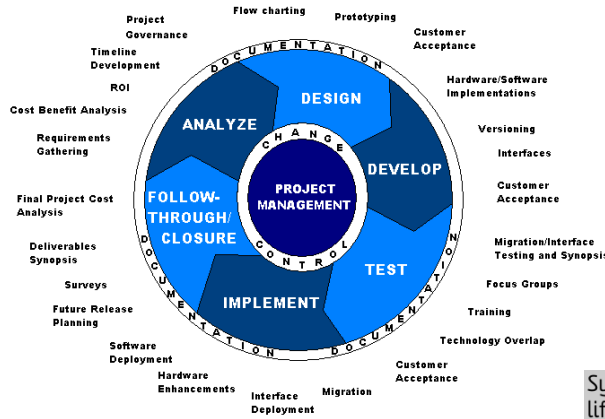 Flow charting
Prototyping
Project
Governance
Customer
Acceptance
Timeline
Development
DOCUMENTATION
Hardware/Software
Implementations
ROI
DESIGN
Cost Benefit Analysis
ANALYZE
Versioning
Requirements
Gathering
CHANGE
Interfaces
DEVELOP
Customer
Acceptance
PROJECT
MANAGEMENT
Final Project Cost
Analysis
FOLLOW-
THROUGH/
CLOSURE
Deliverables
Synopsis
CONTROL
Migration/Interface
Testing and Synopsis
TEST
Surveys
Focus Groups
IMPLEMENT
Future Release
Planning
DOCUMENTATION
DOCUMENTATION
Training
Technology Overlap
Software
Deployment
Customer
Acceptance
Hardware
Enhancements
Migration
Interface
Deployment